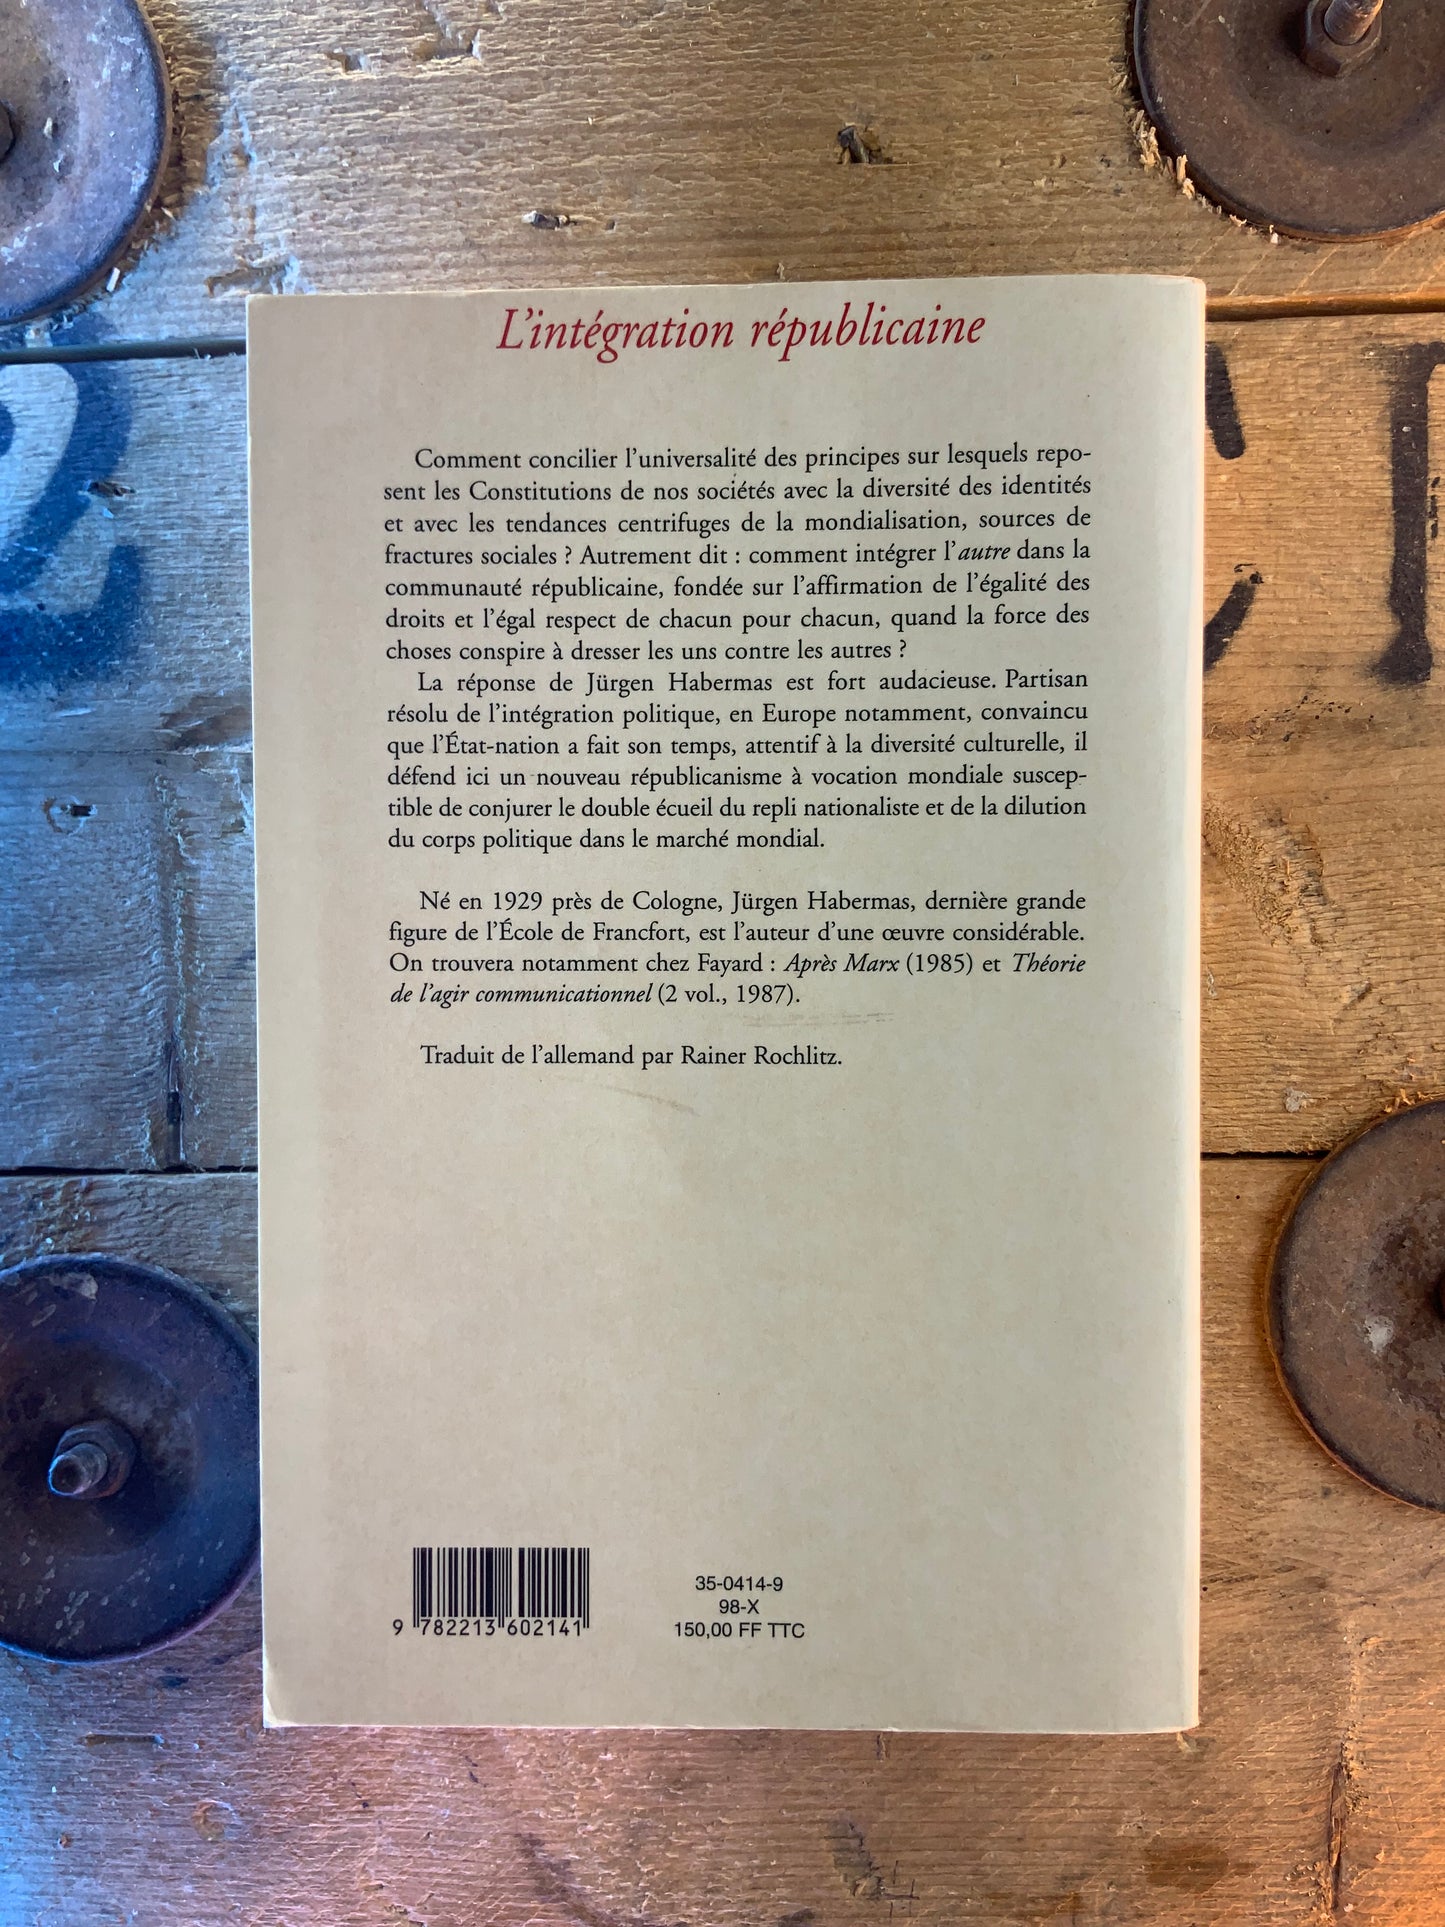 L'intégration républicaine
Comment concilier l'universalité des principes sur lesquels repo-
sent les Constitutions de nos sociétés avec la diversité des identités
et avec les tendances centrifuges de la mondialisation, sources de
fractures sociales ? Autrement dit : comment intégrer l'autre dans la
communauté républicaine, fondée sur l'affirmation de l'égalité des
droits et l'égal respect de chacun pour chacun, quand la force des
choses conspire à dresser les uns contre les autres ?
La réponse de Jürgen Habermas est fort audacieuse. Partisan
résolu de l'intégration politique, en Europe notamment, convaincu
que l'État-nation a fait son temps, attentif à la diversité culturelle, il
défend ici un nouveau républicanisme à vocation mondiale suscep-
tible de conjurer le double écueil du repli nationaliste et de la dilution
du corps politique dans le marché mondial.
Né en 1929 près de Cologne, Jürgen Habermas, dernière grande
figure de l'École de Francfort, est l'auteur d'une œuvre considérable.
On trouvera notamment chez Fayard : Après Marx (1985) et Théorie
de l'agir communicationnel (2 vol., 1987).
Traduit de l'allemand par Rainer Rochlitz.
35-0414-9
98-X
150,00 FF TTC
9 782213 602141